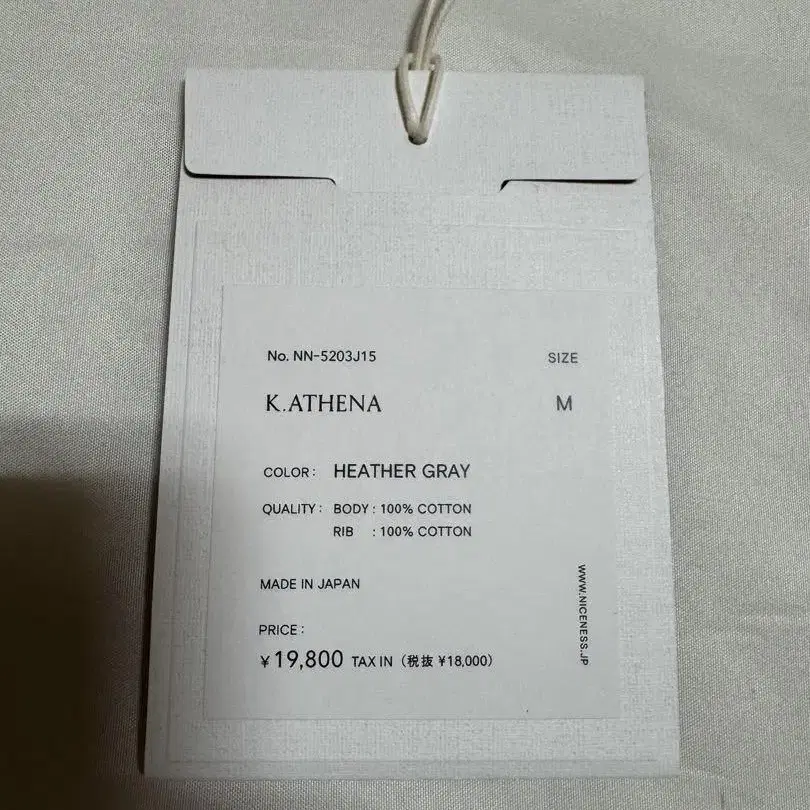 No. NN-5203J15 SIZE
K.ATHENA M
COLOR: HEATHER GRAY
QUALITY: BODY: 100% COTTON
RIB : 100% COTTON
MADE IN JAPAN
PRICE:
¥19,800 TAX IN (税抜 ¥18,000)
WWW.NICENESS.JP